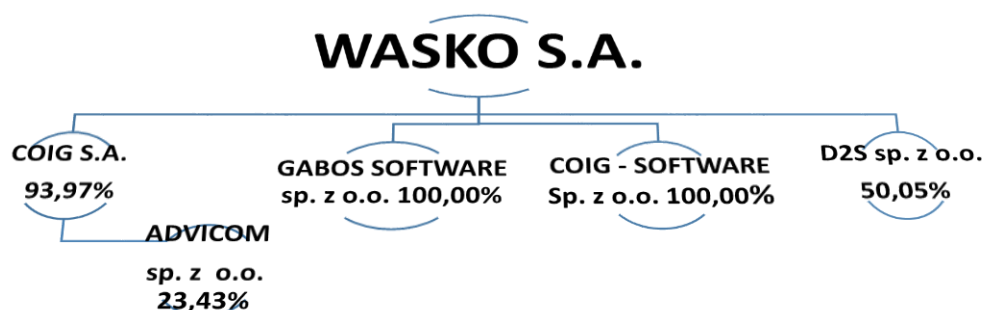 WASKO S.A.
COIG S.A.
93,97%
GABOS SOFTWARE
sp. z o.o. 100,00%
COIG - SOFTWARE
Sp. z o.o. 100,00%
D2S sp. z o.o.
50,05%
ADVICOM
sp. z o.o.
23,43%